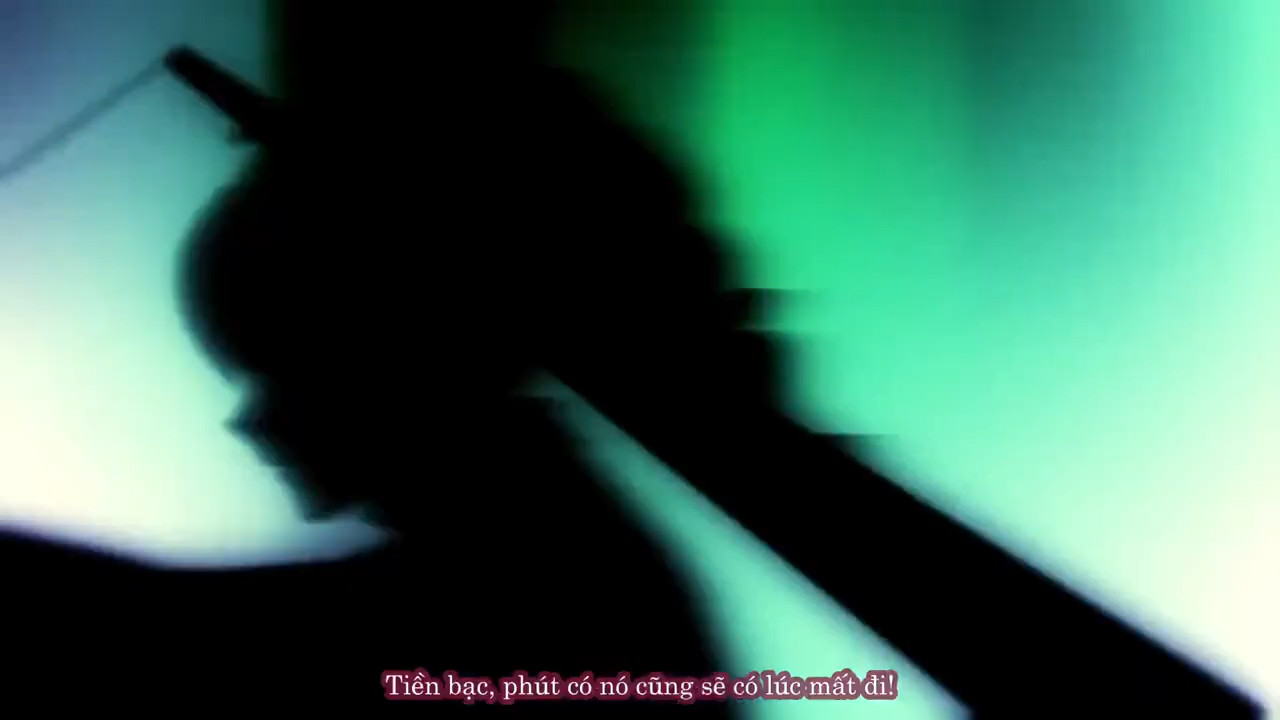 Tiền bạc, phút có nó cũng sẽ có lúc mất đi!